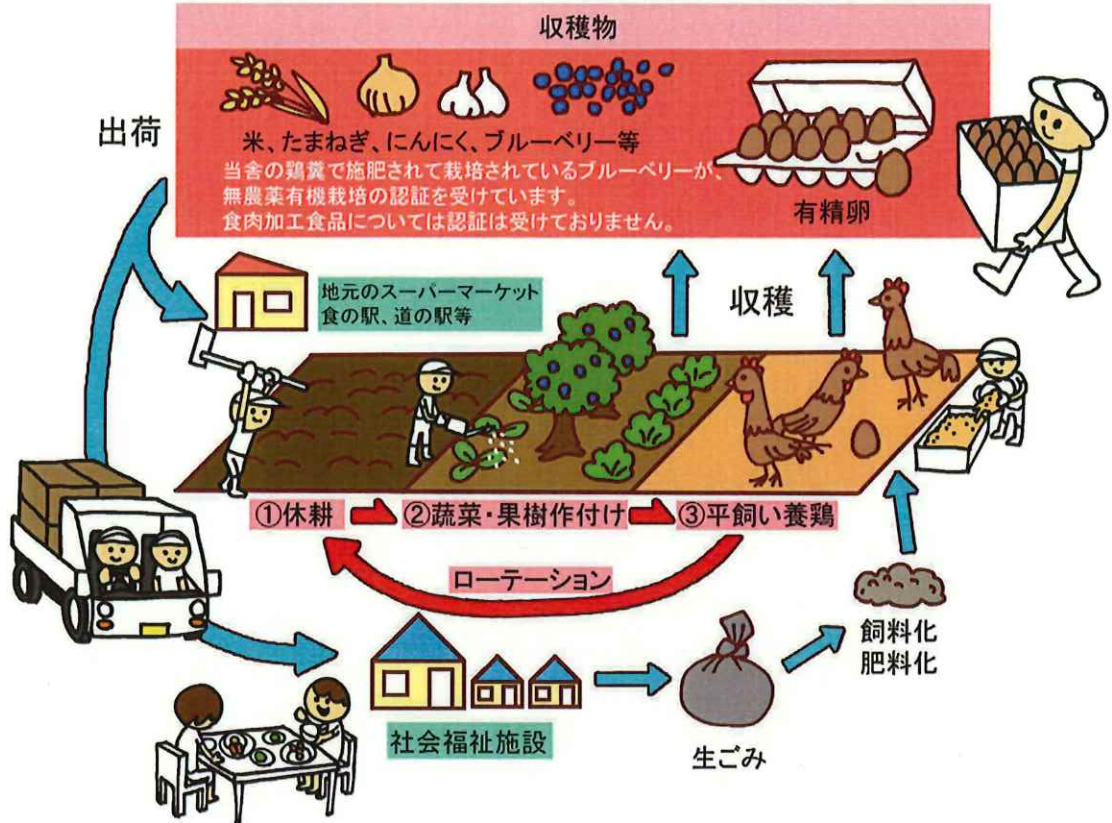 収穫物
出荷
米、たまねぎ、にんにく、ブルーベリー等
当舎の鶏糞で施肥されて栽培されているブルーベリーが、
無農薬有機栽培の認証を受けています。
食肉加工食品については認証は受けておりません。
有精卵
地元のスーパーマーケット
食の駅、道の駅等
収穫
①休耕
②蔬菜・果樹作付け
③平飼い養鶏
ローテーション
飼料化
肥料化
社会福祉施設
生ごみ